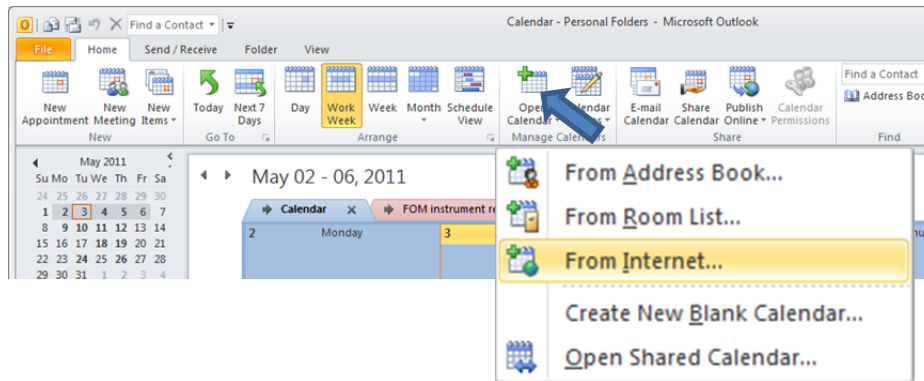 Find a Contact
Calendar - Personal Folders - Microsoft Outlook
File Home Send / Receive Folder View
New Appointment
New Meeting
New Items
New
Today
Next 7 Days
Go To
Day
Work Week
Week
Month
Schedule View
Arrange
Open Calendar
Calendar
Manage Calendars
E-mail Calendar
Share Calendar
Publish Online
Calendar Permissions
Share
Find a Contact
Address Boo
Find
May 2011
Su Mo Tu We Th Fr Sa
24 25 26 27 28 29 30
1 2 3 4 5 6 7
8 9 10 11 12 13 14
15 16 17 18 19 20 21
22 23 24 25 26 27 28
29 30 31 1 2 3 4
May 02 - 06, 2011
Calendar
FOM instrument re
2 Monday 3
From Address Book...
From Room List...
From Internet...
Create New Blank Calendar...
Open Shared Calendar...